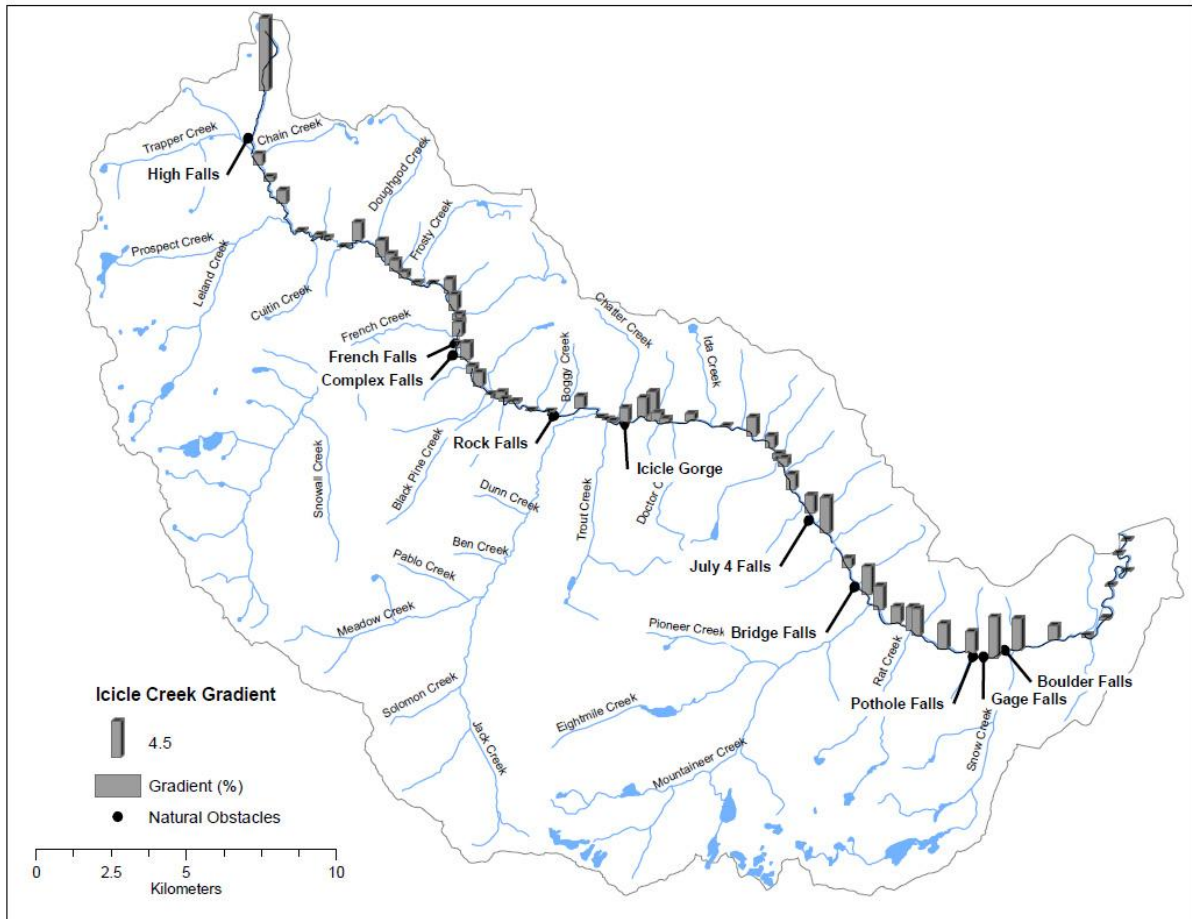 Trapper Creek
Chain Creek
High Falls
Doughgod Creek
Prospect Creek
Leland Creek
Frosty Creek
Cultin Creek
French Creek
Chatter Creek
French Falls
Complex Falls
Boggy Creek
Ida Creek
Rock Falls
Icicle Gorge
Black Pine Creek
Snowall Creek
Dunn Creek
Trout Creek
Doctor C
Ben Creek
July 4 Falls
Pablo Creek
Meadow Creek
Pioneer Creek
Bridge Falls
Rat Creek
Boulder Falls
Gage Falls
Pothole Falls
Solomon Creek
Eightmile Creek
Jack Creek
Mountaineer Creek
Snow Creek
Icicle Creek Gradient
4.5
Gradient (%)
Natural Obstacles
0 2.5 5 10
Kilometers